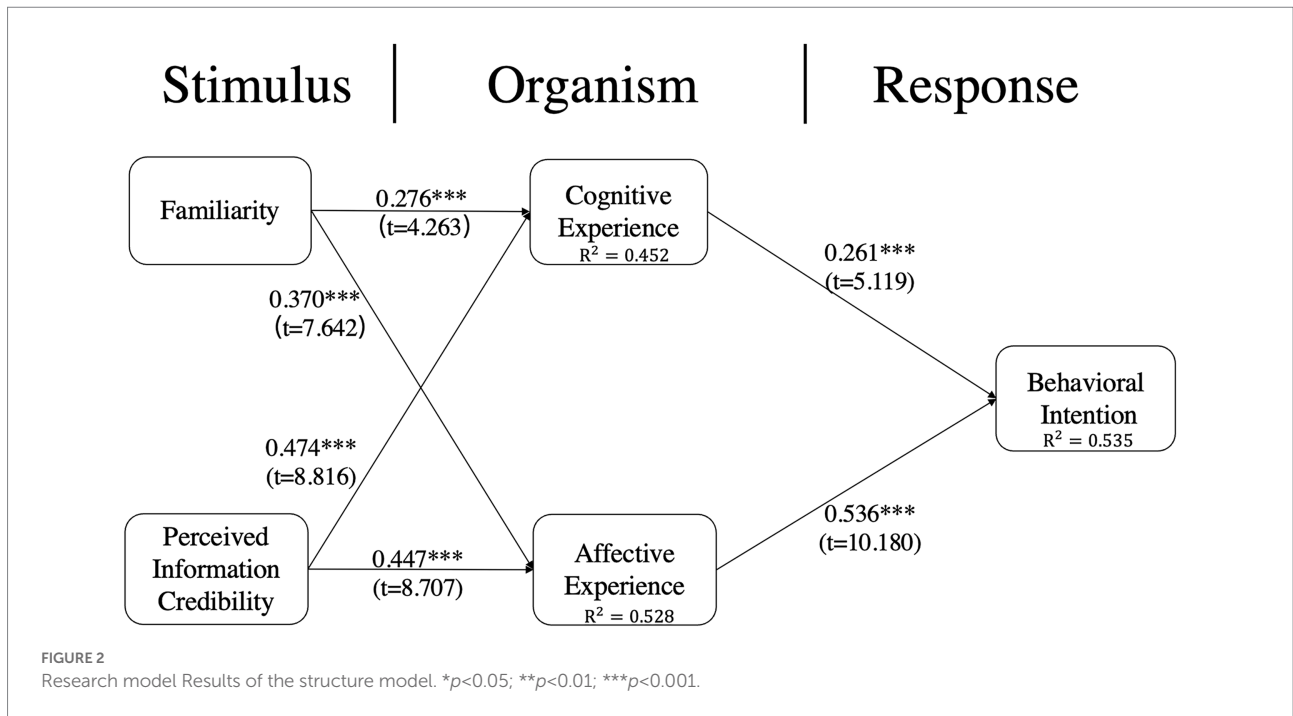 Stimulus | Organism | Response
Familiarity
0.276***
(t=4.263)
Cognitive
Experience
R² = 0.452
0.370***
(t=7.642)
0.261***
(t=5.119)
Behavioral
Intention
R² = 0.535
0.474***
(t=8.816)
Perceived
Information
Credibility
0.447***
(t=8.707)
Affective
Experience
R² = 0.528
0.536***
(t=10.180)
FIGURE 2
Research model Results of the structure model. *p<0.05; **p<0.01; ***p<0.001.